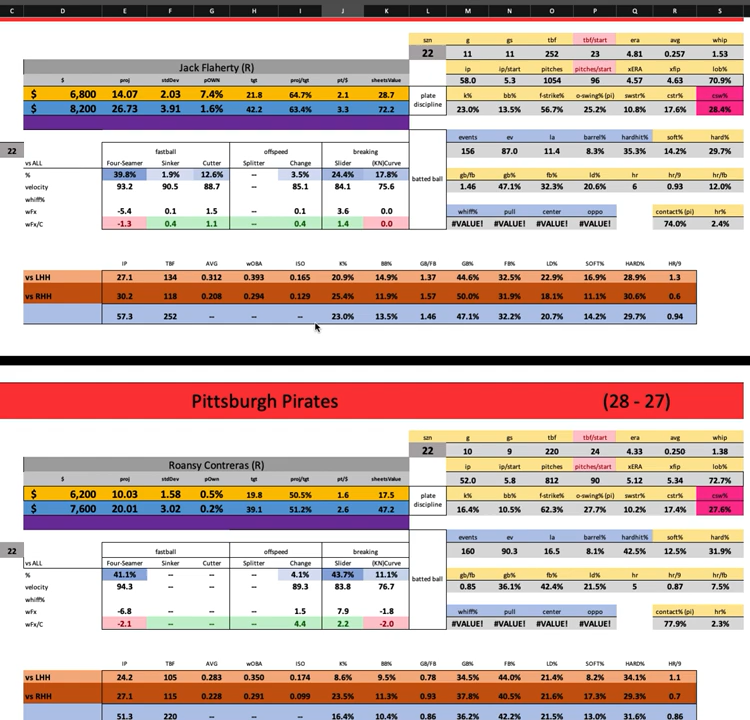 C D E F G H I J K L M N O P Q R S
szn g gs tbf tbf/start era avg whip
22 11 11 252 23 4.81 0.257 1.53
Jack Flaherty (R) ip ip/start pitches pitches/start xERA xfip lob%
$ proj stdDev pOWN tgt proj/tgt pt/$ sheetsValue 58.0 5.3 1054 96 4.57 4.63 70.9%
$ 6,800 14.07 2.03 7.4% 21.8 64.7% 2.1 28.7 plate discipline k% bb% f-strike% o-swing% (pi) swstr% cstr% csw%
$ 8,200 26.73 3.91 1.6% 42.2 63.4% 3.3 72.2 23.0% 13.5% 56.7% 25.2% 10.8% 17.6% 28.4%
events ev la barrel% hardhit% soft% hard%
22 fastball offspeed breaking 156 87.0 11.4 8.3% 35.3% 14.2% 29.7%
vs ALL Four-Seamer Sinker Cutter Splitter Change Slider (KN)Curve
% 39.8% 1.9% 12.6% -- 3.5% 24.4% 17.8% batted ball gb/fb gb% fb% ld% hr hr/9 hr/fb
velocity 93.2 90.5 88.7 -- 85.1 84.1 75.6 1.46 47.1% 32.3% 20.6% 6 0.93 12.0%
whiff%
wFx -5.4 0.1 1.5 0.1 3.6 0.0 whiff% pull center oppo contact% (pi) hr%
wFx/C -1.3 0.4 1.1 -- 0.4 1.4 0.0 #VALUE! #VALUE! #VALUE! #VALUE! 74.0% 2.4%
IP TBF AVG wOBA ISO K% BB% GB/FB GB% FB% LD% SOFT% HARD% HR/9
vs LHH 27.1 134 0.312 0.393 0.165 20.9% 14.9% 1.37 44.6% 32.5% 22.9% 16.9% 28.9% 1.3
vs RHH 30.2 118 0.208 0.294 0.129 25.4% 11.9% 1.57 50.0% 31.9% 18.1% 11.1% 30.6% 0.6
57.3 252 -- -- -- 23.0% 13.5% 1.46 47.1% 32.2% 20.7% 14.2% 29.7% 0.94
Pittsburgh Pirates (28 - 27)
szn g gs tbf tbf/start era avg whip
22 10 9 220 24 4.33 0.250 1.38
Roansy Contreras (R) ip ip/start pitches pitches/start xERA xfip lob%
$ proj stdDev pOwn tgt proj/tgt pt/$ sheetsValue 52.0 5.8 812 90 5.12 5.34 72.7%
$ 6,200 10.03 1.58 0.5% 19.8 50.5% 1.6 17.5 plate discipline k% bb% f-strike% o-swing% (pi) swstr% cstr% csw%
$ 7,600 20.01 3.02 0.2% 39.1 51.2% 2.6 47.2 16.4% 10.5% 62.3% 27.7% 10.2% 17.4% 27.6%
events ev la barrel% hardhit% soft% hard%
22 fastball offspeed breaking 160 90.3 16.5 8.1% 42.5% 12.5% 31.9%
vs ALL Four-Seamer Sinker Cutter Splitter Change Slider (KN)Curve
% 41.1% -- -- -- 4.1% 43.7% 11.1% batted ball gb/fb gb% fb% ld% hr hr/9 hr/fb
velocity 94.3 -- -- -- 89.3 83.8 76.7 0.85 36.1% 42.4% 21.5% 5 0.87 7.5%
whiff%
wFx -6.8 1.5 7.9 -1.8 whiff% pull center oppo contact% (pi) hr%
wFx/C -2.1 -- -- -- 4.4 2.2 -2.0 #VALUE! #VALUE! #VALUE! #VALUE! 77.9% 2.3%
IP TBF AVG wOBA ISO K% BB% GB/FB GB% FB% LD% SOFT% HARD% HR/9
vs LHH 24.2 105 0.283 0.350 0.174 8.6% 9.5% 0.78 34.5% 44.0% 21.4% 8.2% 34.1% 1.1
vs RHH 27.1 115 0.228 0.291 0.099 23.5% 11.3% 0.93 37.8% 40.5% 21.6% 17.3% 29.3% 0.7
51.3 220 -- -- -- 16.4% 10.4% 0.86 36.2% 42.2% 21.5% 13.0% 31.6% 0.86